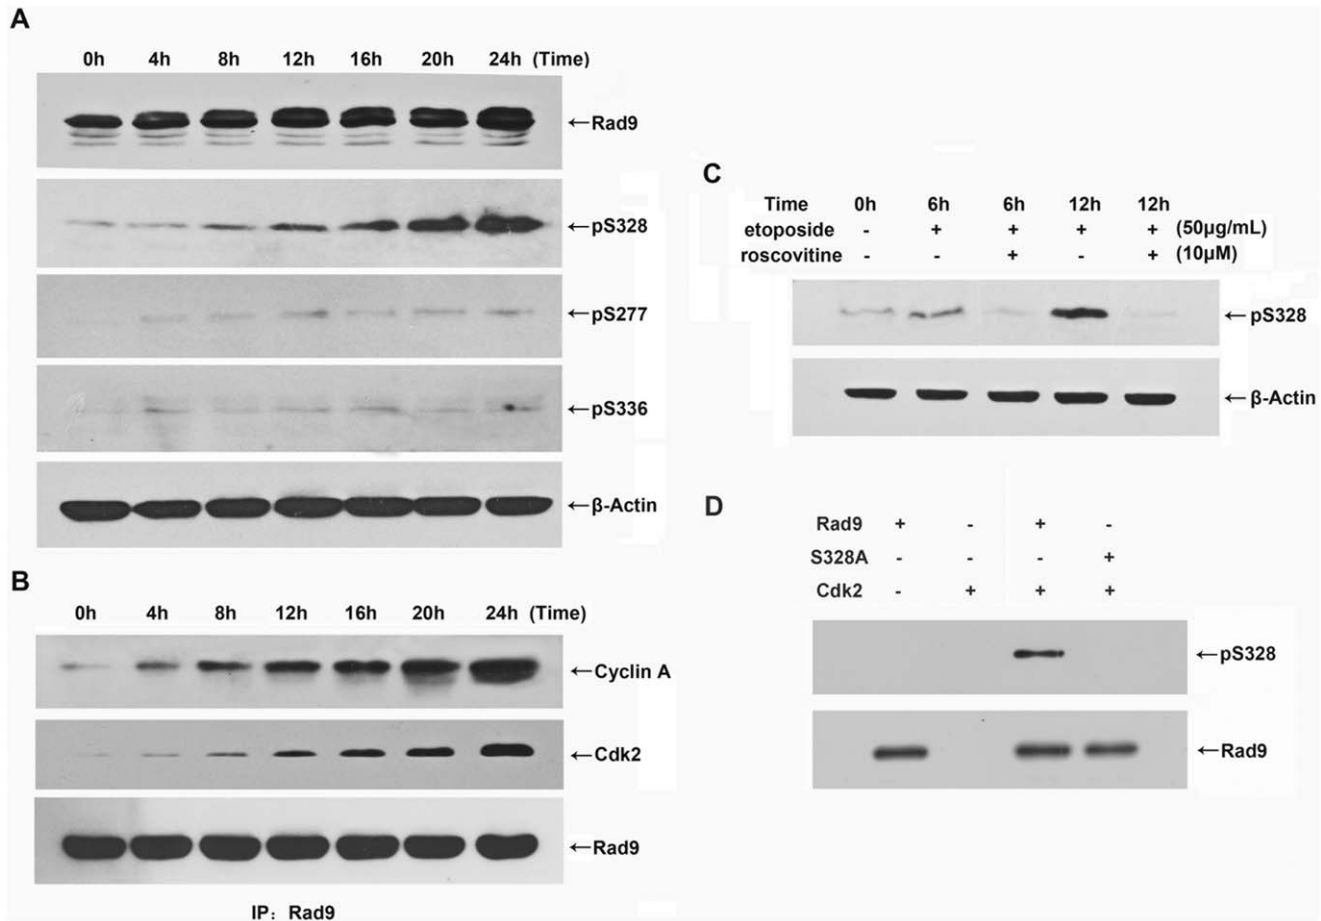 A
0h 4h 8h 12h 16h 20h 24h (Time)
←Rad9
←pS328
←pS277
←pS336
←β-Actin
B
0h 4h 8h 12h 16h 20h 24h (Time)
←Cyclin A
←Cdk2
←Rad9
IP: Rad9
C
Time 0h 6h 6h 12h 12h
etoposide - + + + + (50μg/mL)
roscovitine - - + - + (10μM)
←pS328
←β-Actin
D
Rad9 + - + -
S328A - - - +
Cdk2 - + + +
←pS328
←Rad9